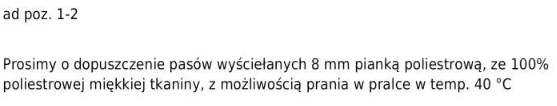 ad poz. 1-2
Prosimy o dopuszczenie pasów wyściełanych 8 mm pianką poliestrową, ze 100%
poliestrowej miękkiej tkaniny, z możliwością prania w pralce w temp. 40 °C